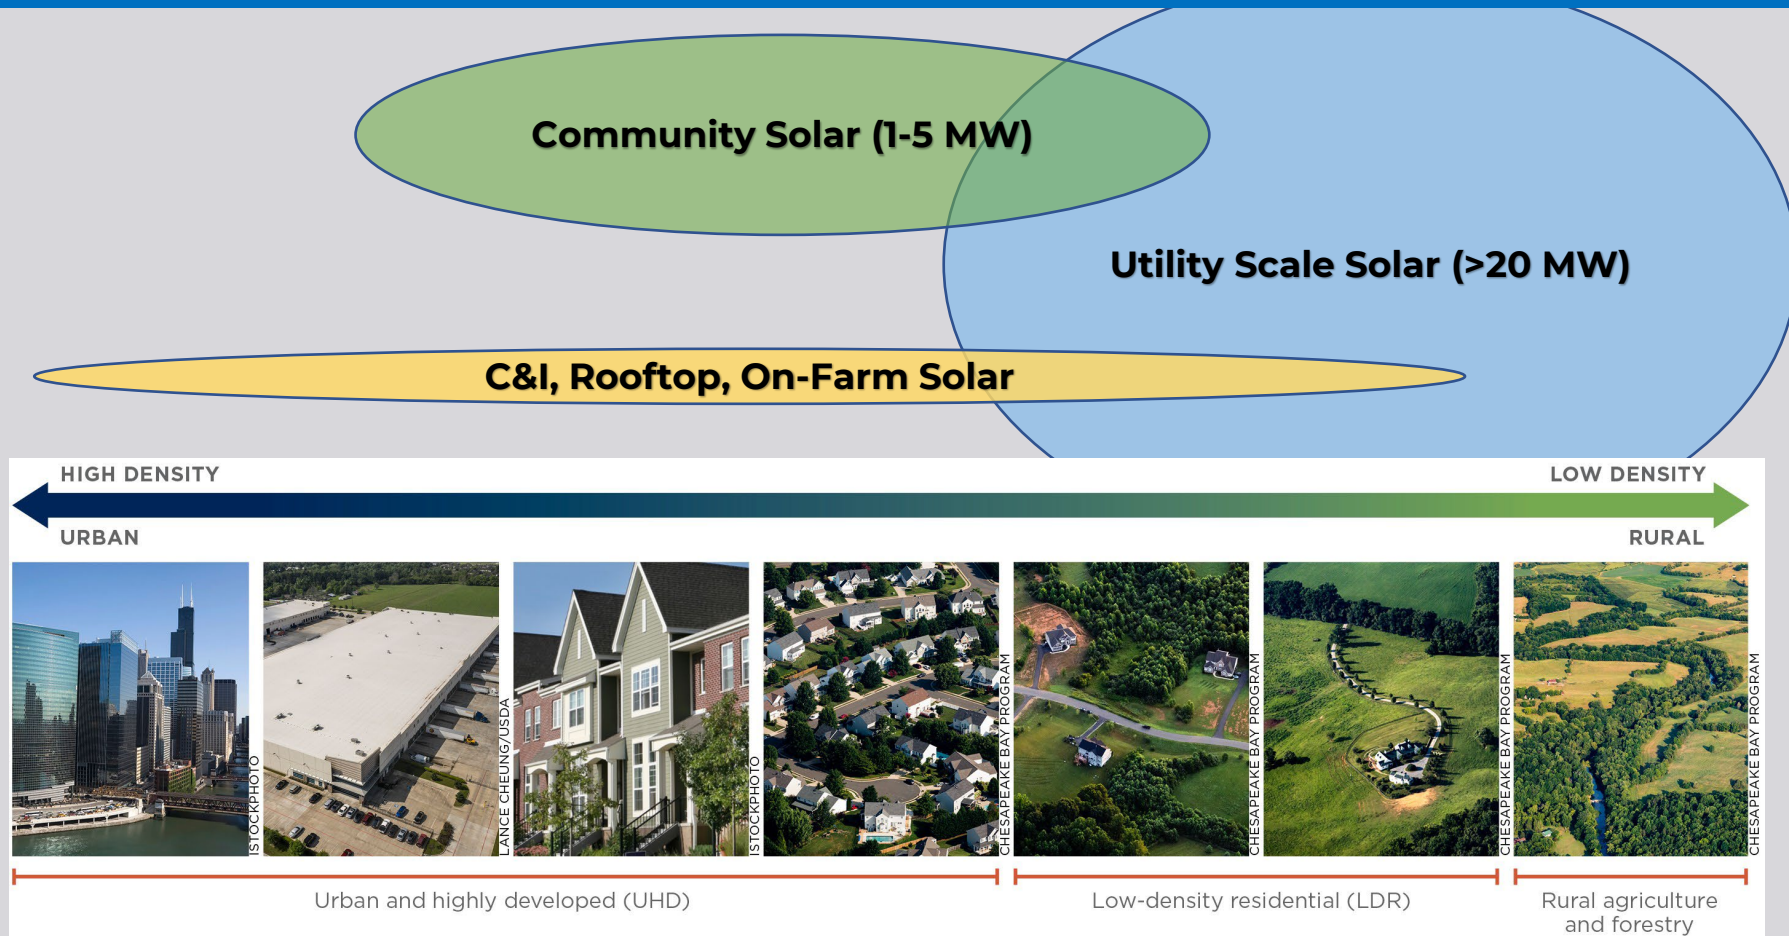 Community Solar (1-5 MW)
Utility Scale Solar (>20 MW)
C&I, Rooftop, On-Farm Solar
HIGH DENSITY
LOW DENSITY
URBAN
RURAL
ISTOCKPHOTO
LANCE CHEUNG/USDA
ISTOCKPHOTO
CHESAPEAKE BAY PROGRAM
CHESAPEAKE BAY PROGRAM
CHESAPEAKE BAY PROGRAM
CHESAPEAKE BAY PROGRAM
Urban and highly developed (UHD)
Low-density residential (LDR)
Rural agriculture
and forestry